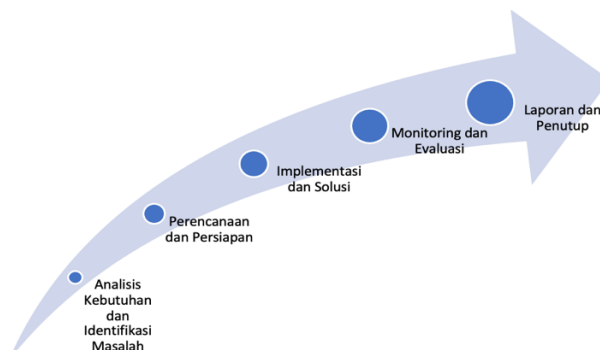 Analisis
Kebutuhan
dan
Identifikasi
Masalah
Perencanaan
dan Persiapan
Implementasi
dan Solusi
Monitoring dan
Evaluasi
Laporan dan
Penutup